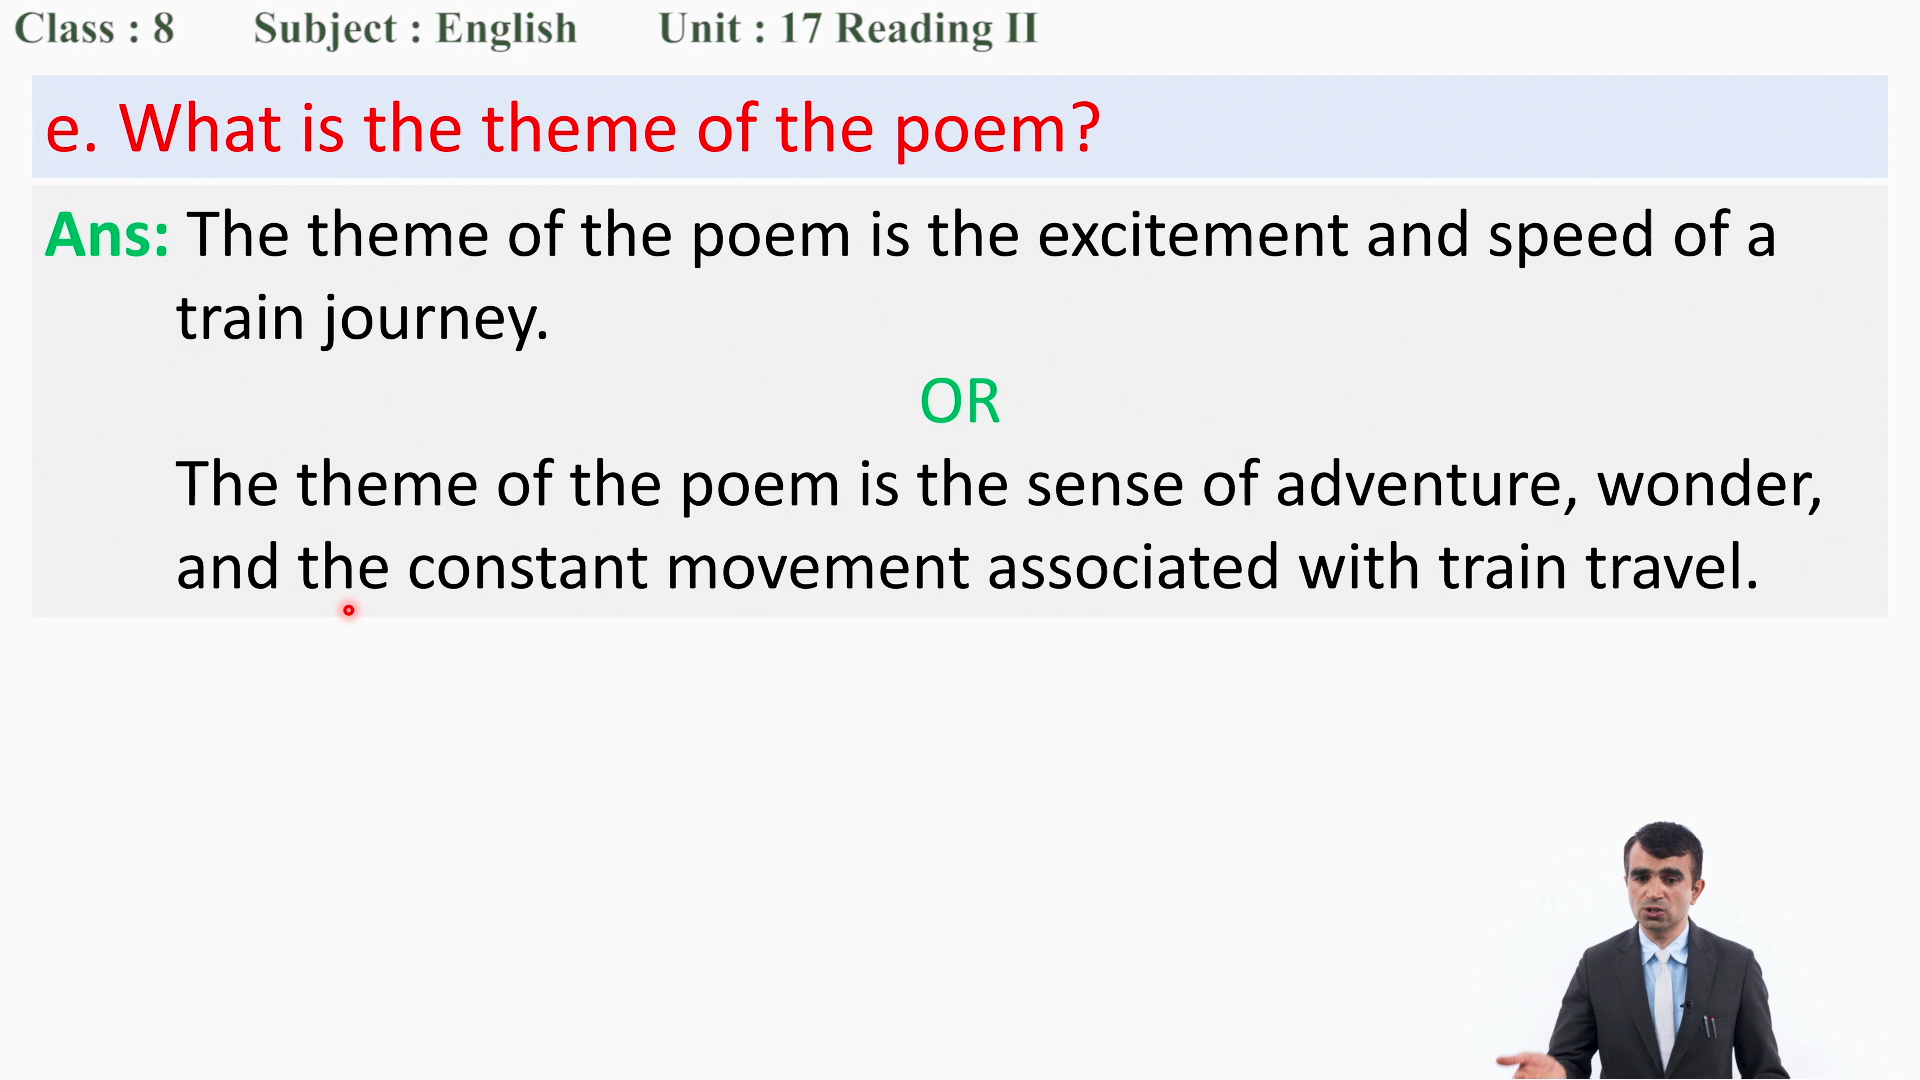 Class : 8 Subject : English Unit : 17 Reading II
e. What is the theme of the poem?
Ans: The theme of the poem is the excitement and speed of a
train journey.
OR
The theme of the poem is the sense of adventure, wonder,
and the constant movement associated with train travel.